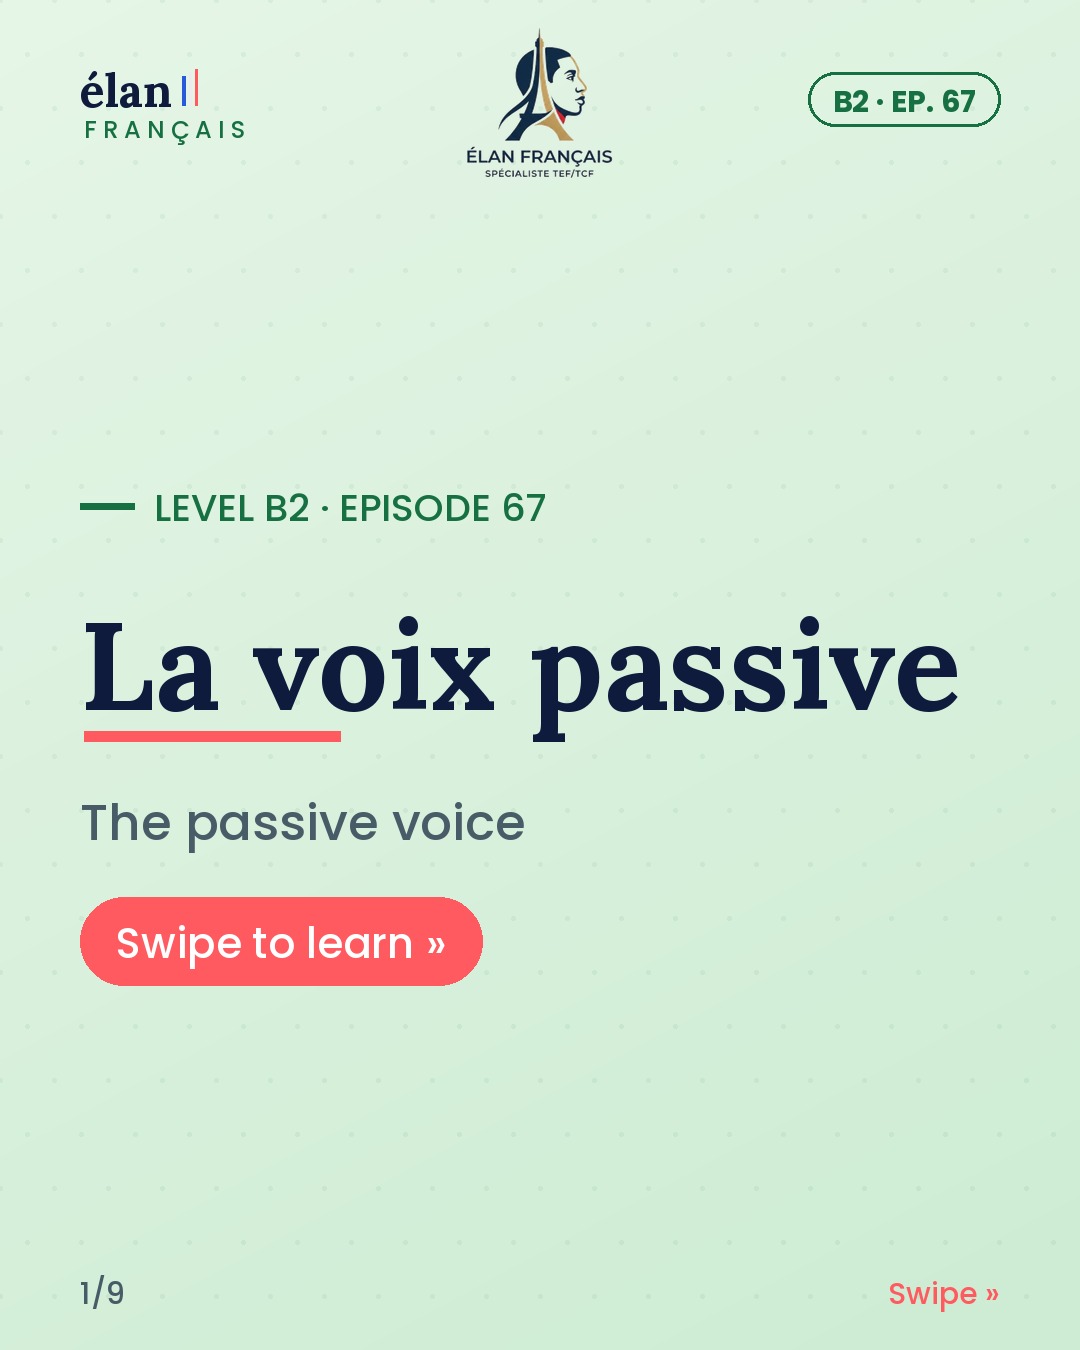 élan
FRANÇAIS
ÉLAN FRANÇAIS
SPÉCIALISTE TEF/TCF
B2 · EP. 67
LEVEL B2 · EPISODE 67
La voix passive
The passive voice
Swipe to learn »
1/9
Swipe »